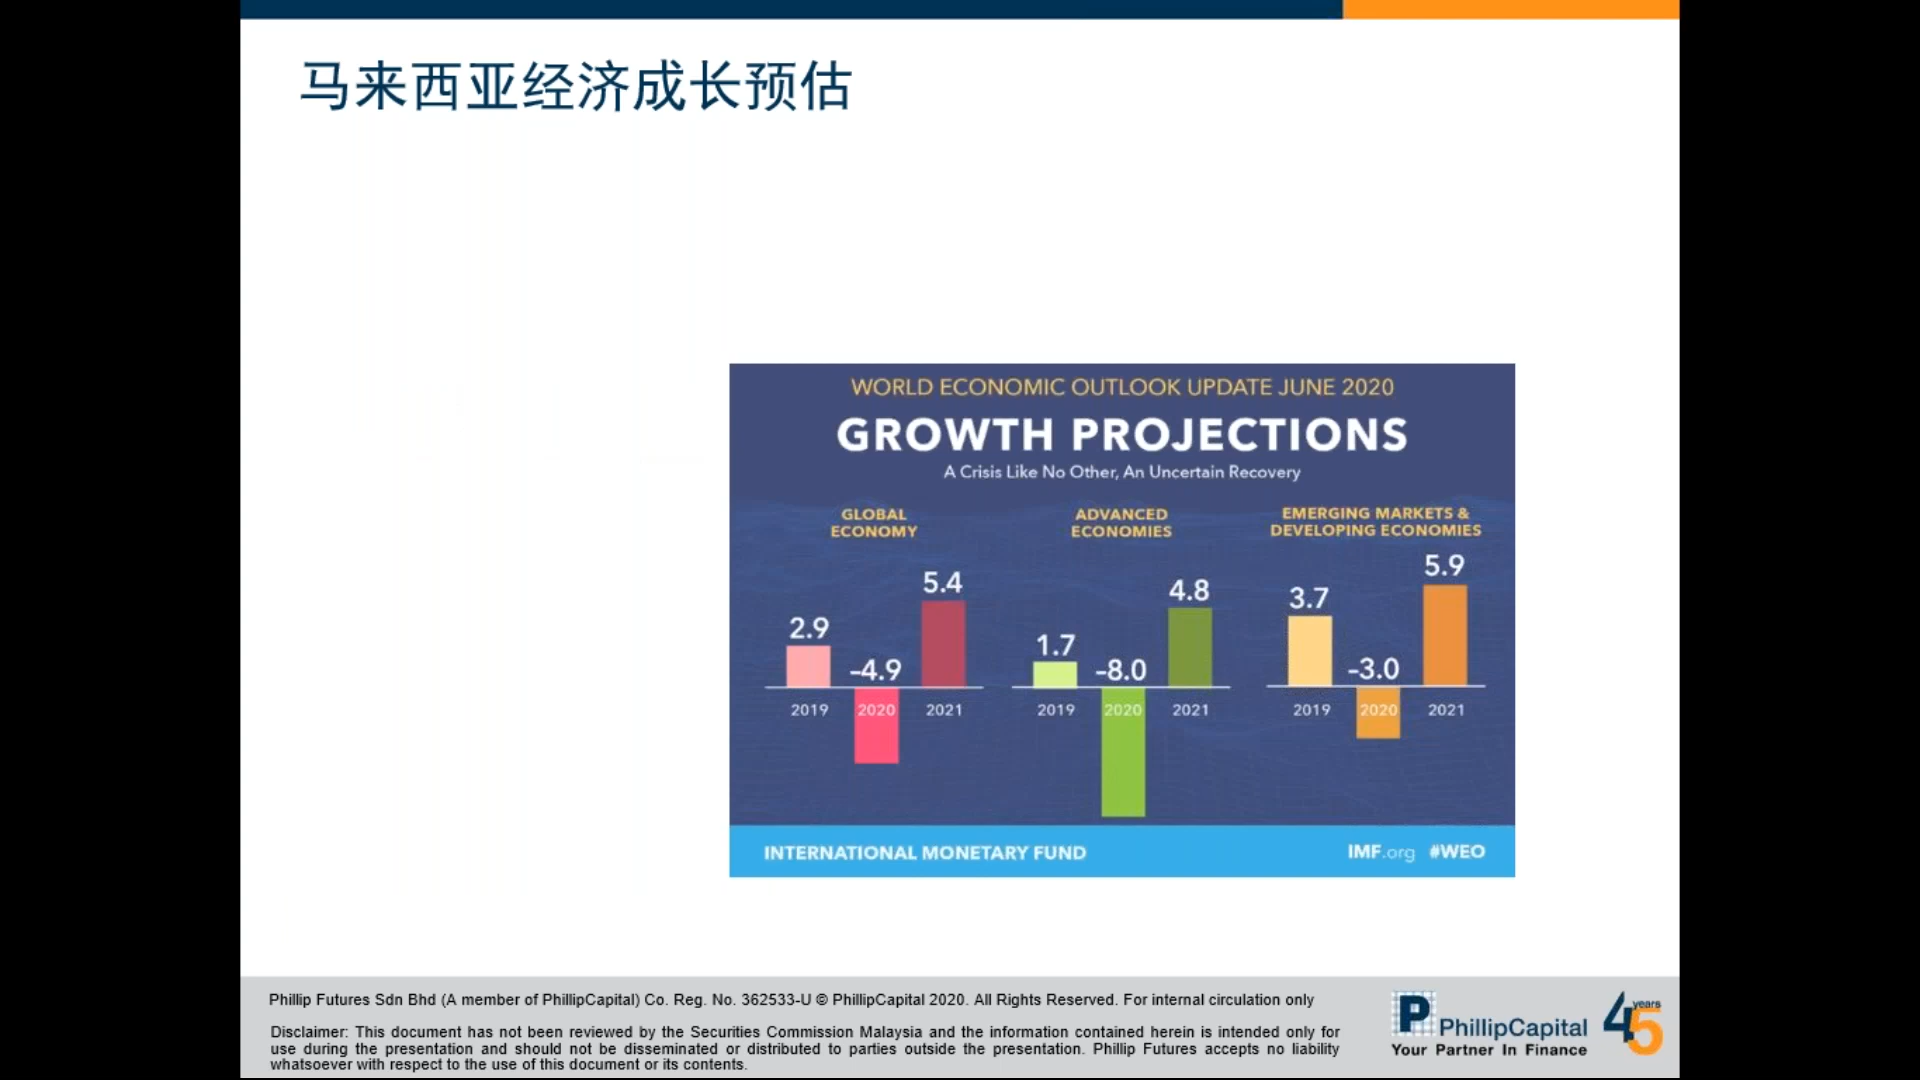 马来西亚经济成长预估
WORLD ECONOMIC OUTLOOK UPDATE JUNE 2020
GROWTH PROJECTIONS
A Crisis Like No Other, An Uncertain Recovery
GLOBAL
ECONOMY
2.9
-4.9
5.4
2019
2020
2021
ADVANCED
ECONOMIES
1.7
-8.0
4.8
2019
2020
2021
EMERGING MARKETS &
DEVELOPING ECONOMIES
3.7
-3.0
5.9
2019
2020
2021
INTERNATIONAL MONETARY FUND
IMF.org #WEO
Phillip Futures Sdn Bhd (A member of PhillipCapital) Co. Reg. No. 362533-U © PhillipCapital 2020. All Rights Reserved. For internal circulation only
Disclaimer: This document has not been reviewed by the Securities Commission Malaysia and the information contained herein is intended only for
use during the presentation and should not be disseminated or distributed to parties outside the presentation. Phillip Futures accepts no liability
whatsoever with respect to the use of this document or its contents.
P PhillipCapital
Your Partner In Finance
45 years